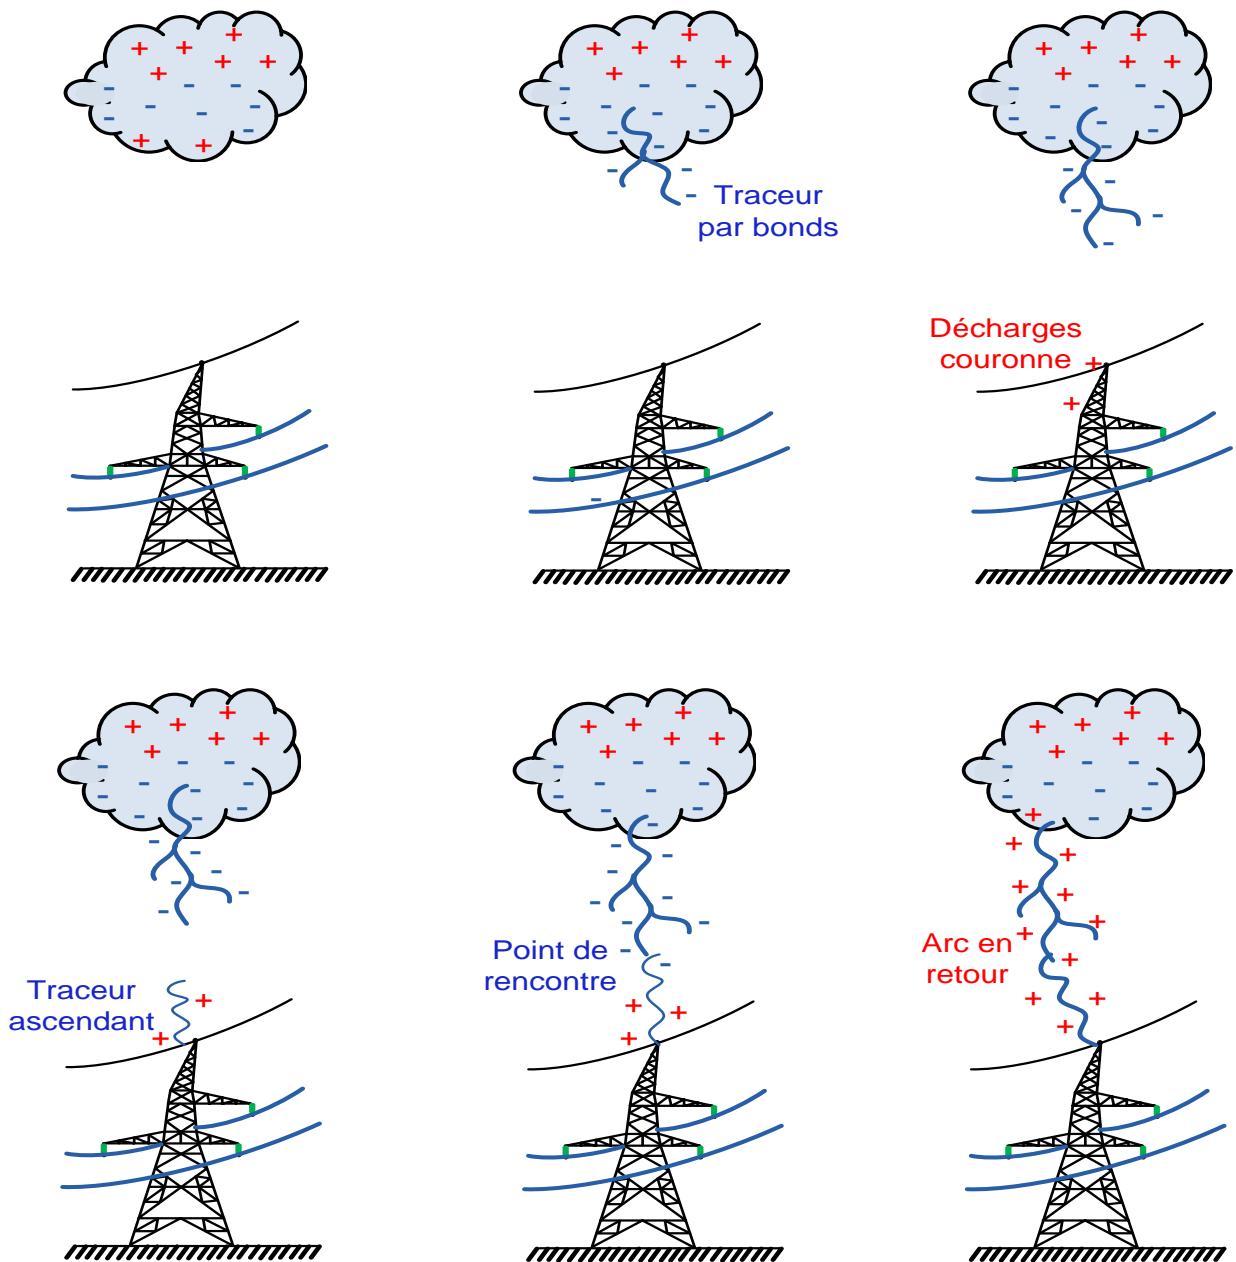 Traceur
par bonds
Décharges
couronne
Traceur
ascendant
Point de
rencontre
Arc en
retour